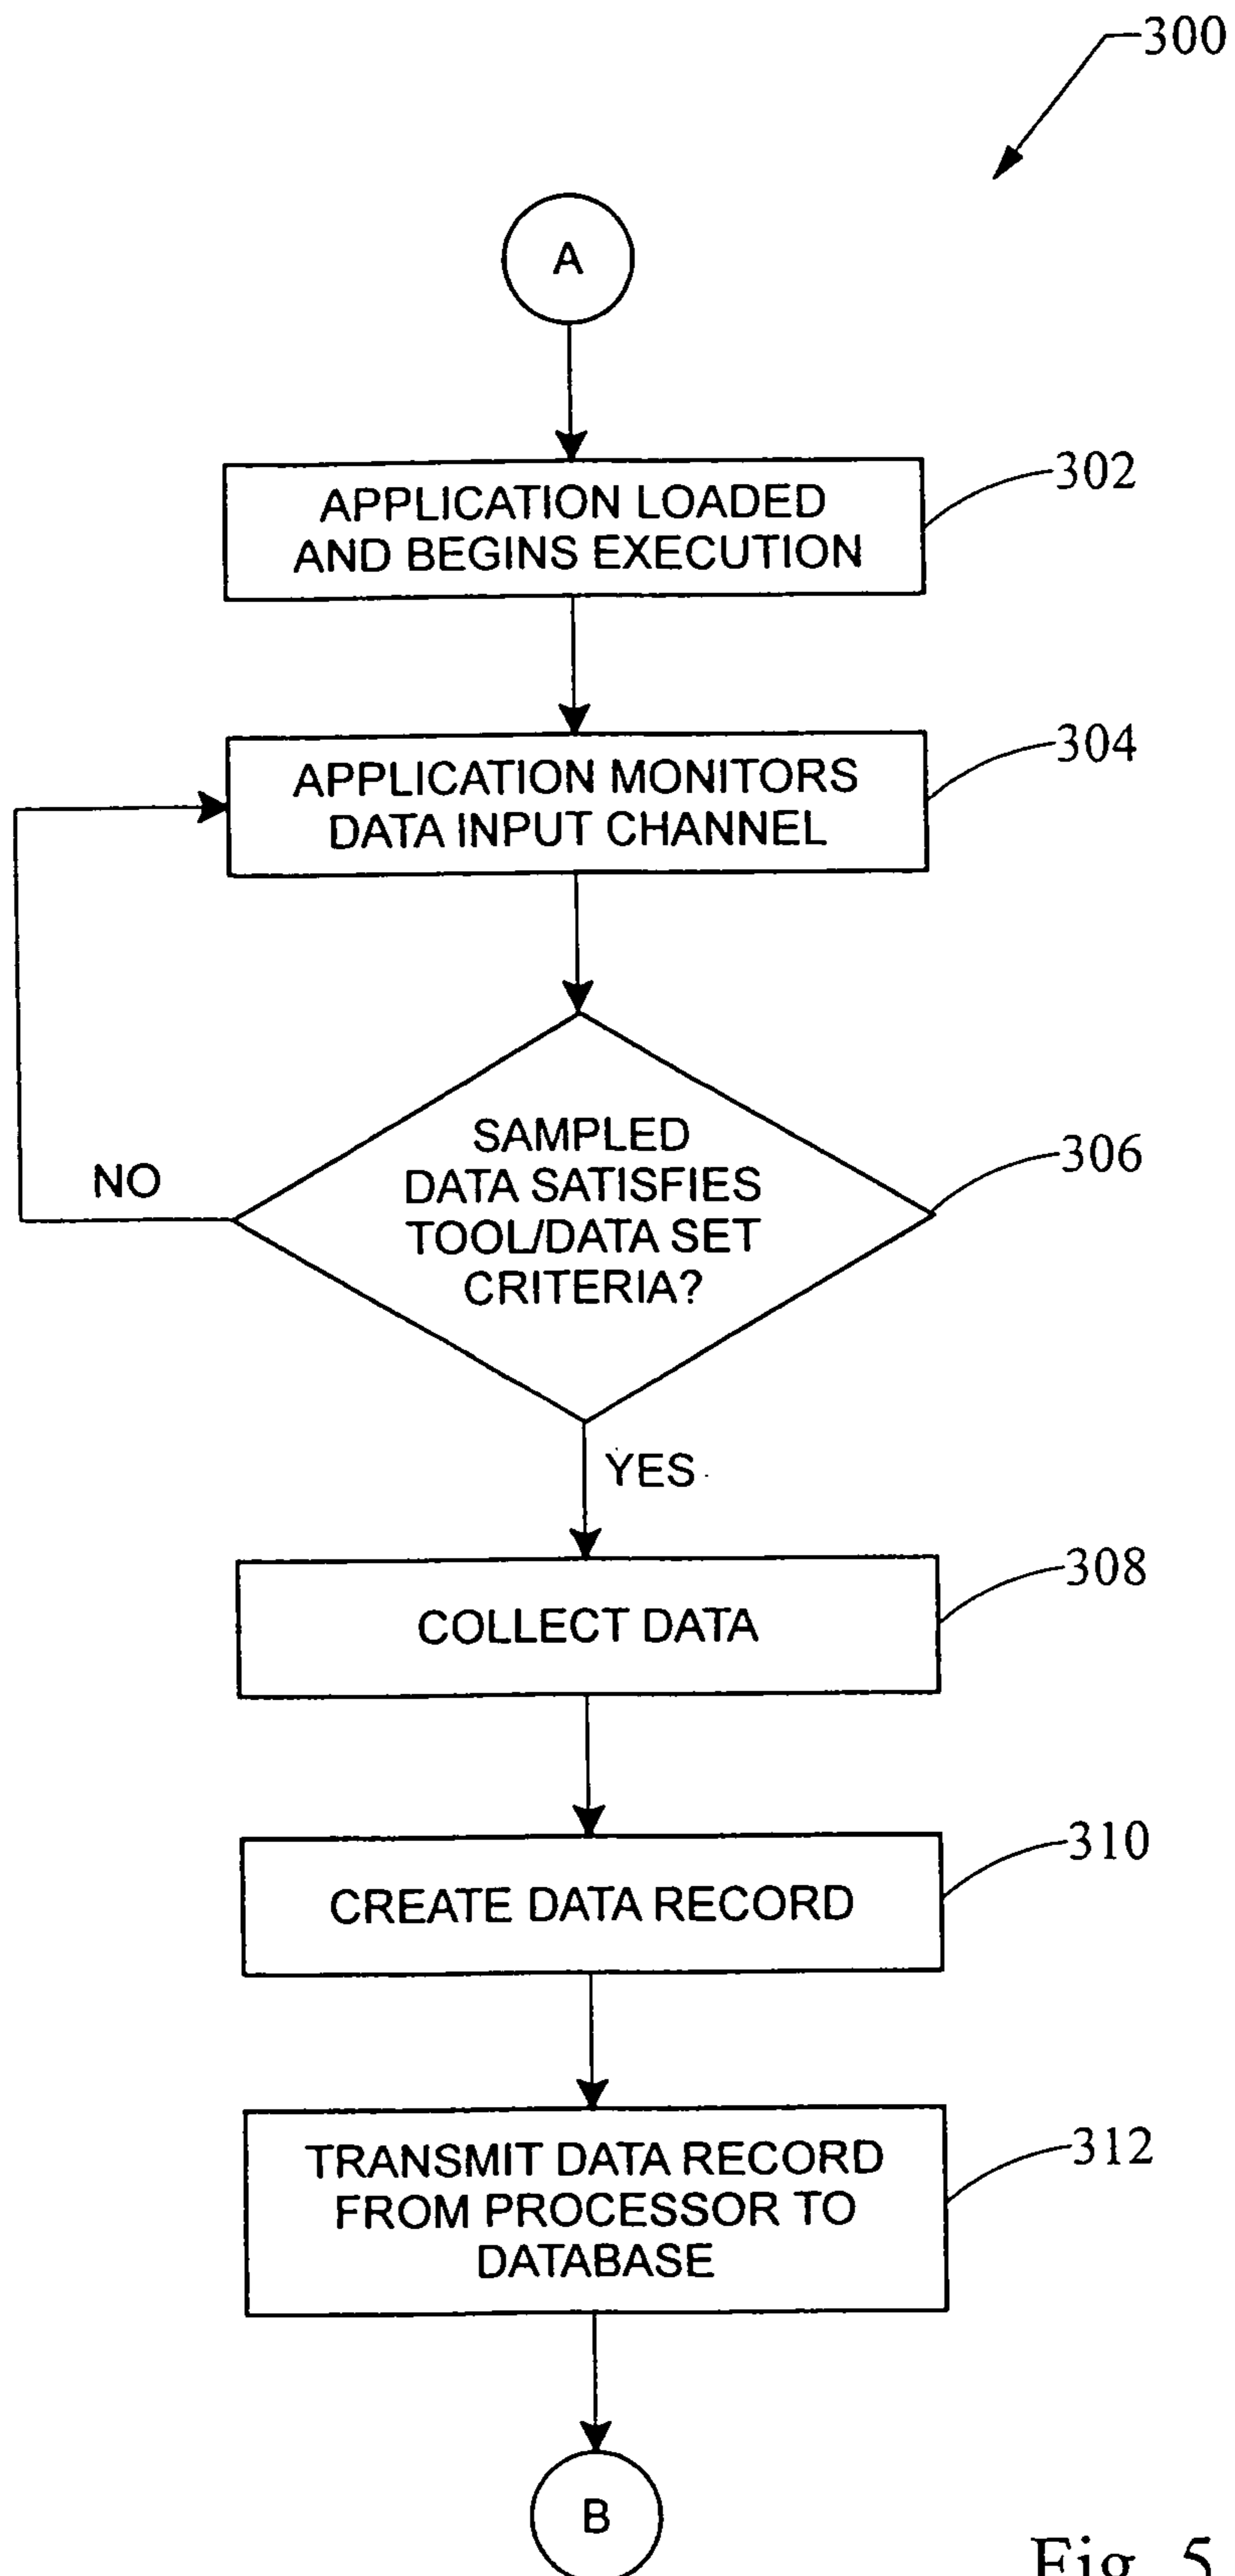 300
A
APPLICATION LOADED
AND BEGINS EXECUTION
302
APPLICATION MONITORS
DATA INPUT CHANNEL
304
SAMPLED
DATA SATISFIES
TOOL/DATA SET
CRITERIA?
306
NO
YES
COLLECT DATA
308
CREATE DATA RECORD
310
TRANSMIT DATA RECORD
FROM PROCESSOR TO
DATABASE
312
B
Fig. 5